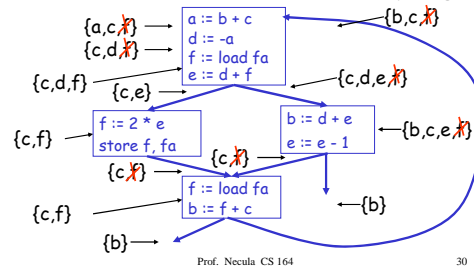 a := b + c
d := -a
f := load fa
e := d + f
{a,c,f}
{c,d,f}
{c,d,f}
{b,c,f}
{c,e}
{c,d,e,f}
f := 2 * e
store f, fa
{c,f}
b := d + e
e := e - 1
{b,c,e,f}
{c,f}
{c,f}
f := load fa
b := f + c
{c,f}
{b}
{b}
Prof. Necula CS 164
30